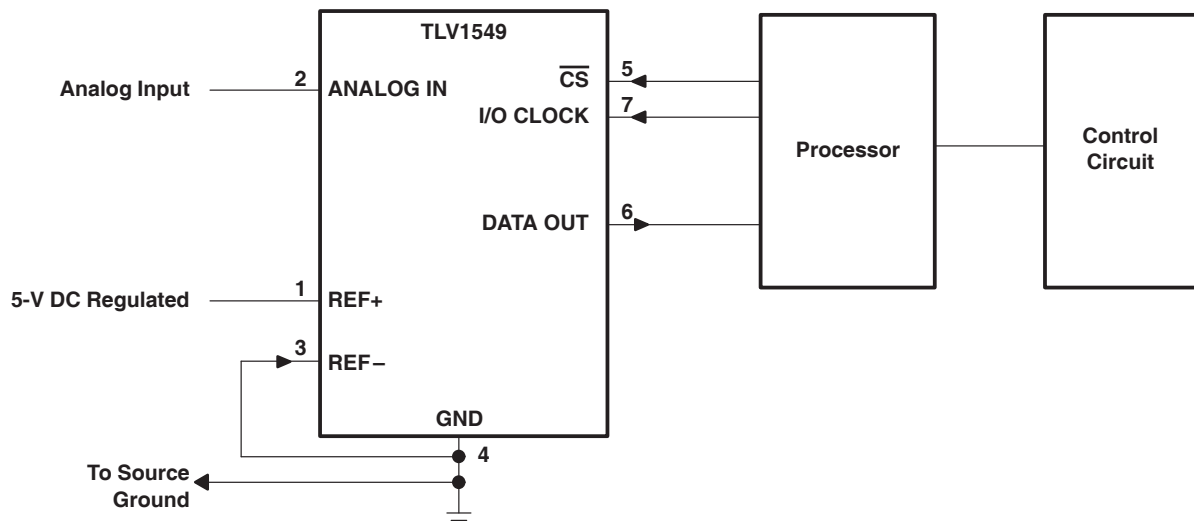 TLV1549
Analog Input
2
ANALOG IN
CS
5
I/O CLOCK
7
DATA OUT
6
5-V DC Regulated
1
REF+
3
REF−
GND
4
To Source
Ground
Processor
Control
Circuit